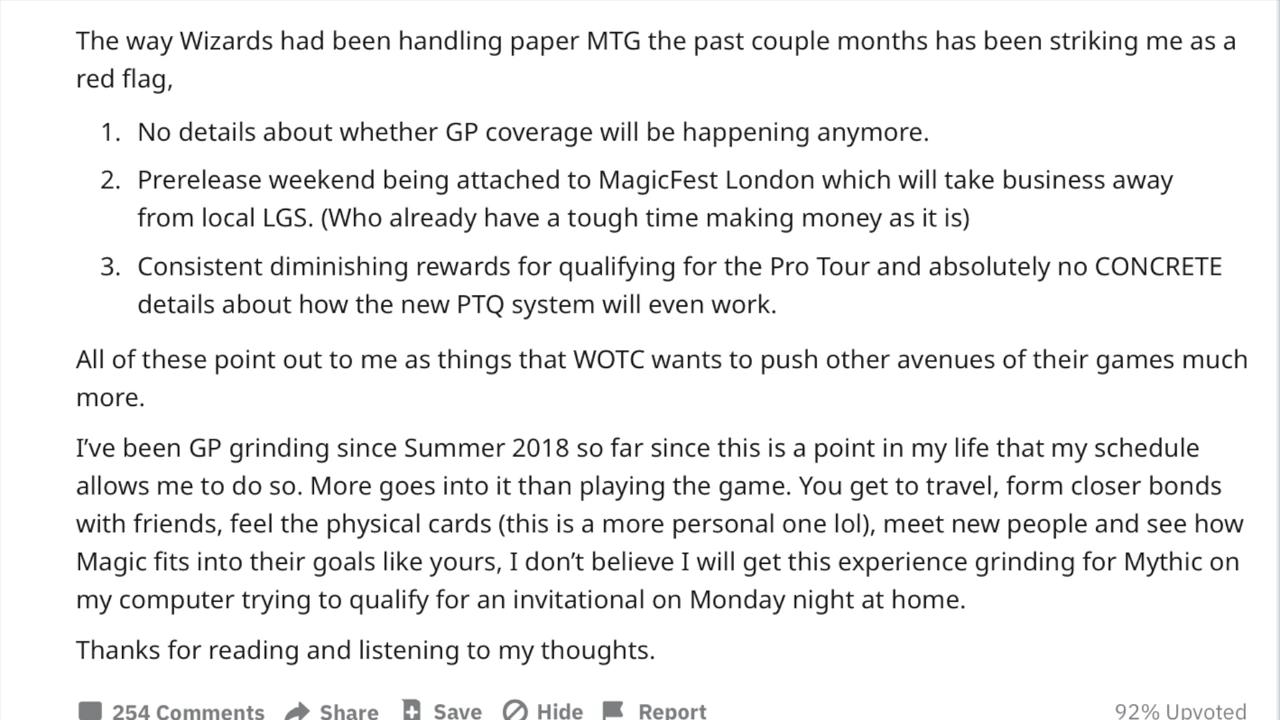 The way Wizards had been handling paper MTG the past couple months has been striking me as a
red flag,
1. No details about whether GP coverage will be happening anymore.
2. Prerelease weekend being attached to MagicFest London which will take business away
from local LGS. (Who already have a tough time making money as it is)
3. Consistent diminishing rewards for qualifying for the Pro Tour and absolutely no CONCRETE
details about how the new PTQ system will even work.
All of these point out to me as things that WOTC wants to push other avenues of their games much
more.
I’ve been GP grinding since Summer 2018 so far since this is a point in my life that my schedule
allows me to do so. More goes into it than playing the game. You get to travel, form closer bonds
with friends, feel the physical cards (this is a more personal one lol), meet new people and see how
Magic fits into their goals like yours, I don’t believe I will get this experience grinding for Mythic on
my computer trying to qualify for an invitational on Monday night at home.
Thanks for reading and listening to my thoughts.
254 Comments Share Save Hide Report 92% Upvoted